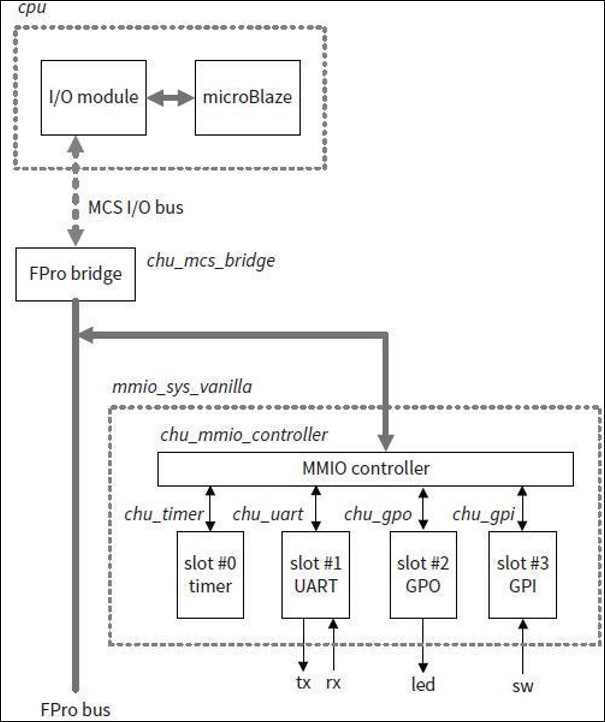 cpu
I/O module
microBlaze
MCS I/O bus
FPro bridge
chu_mcs_bridge
mmio_sys_vanilla
chu_mmio_controller
MMIO controller
chu_timer
chu_uart
chu_gpo
chu_gpi
slot #0
timer
slot #1
UART
slot #2
GPO
slot #3
GPI
tx
rx
led
sw
FPro bus